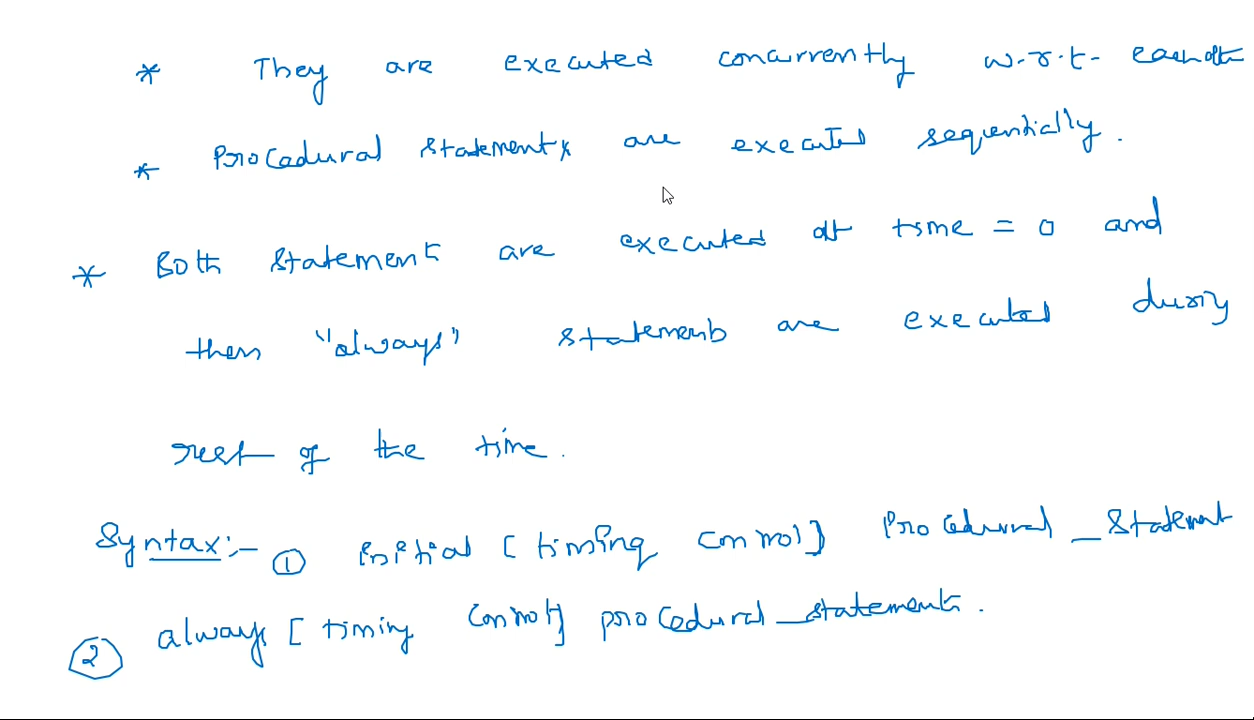 * They are executed concurrently w.r.t. each oth
* Procedural statements are executed sequentially.
* Both statement are executed at time = 0 and
then "always" statements are executed during
rest of the time.
Syntax:- ① initial [timing control] procedural_statement
② always [timing control] procedural_statements.